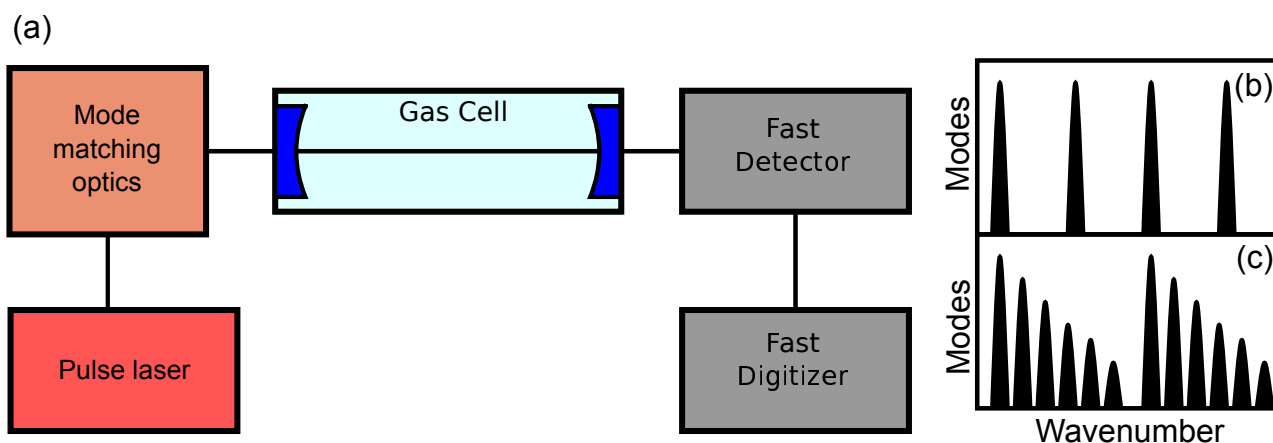 (a)
Mode
matching
optics
Gas Cell
Fast
Detector
Pulse laser
Fast
Digitizer
(b)
Modes
(c)
Modes
Wavenumber